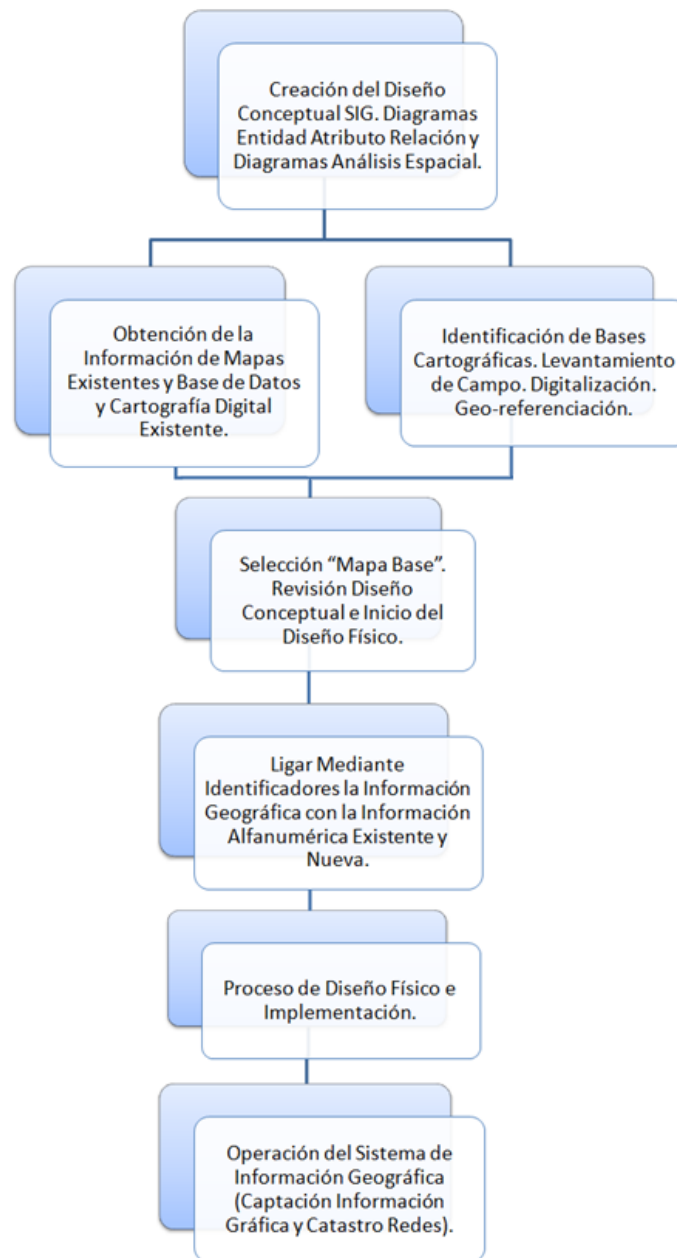 Creación del Diseño
Conceptual SIG. Diagramas
Entidad Atributo Relación y
Diagramas Análisis Espacial.
Obtención de la
Información de Mapas
Existentes y Base de Datos
y Cartografía Digital
Existente.
Identificación de Bases
Cartográficas. Levantamiento
de Campo. Digitalización.
Geo-referenciación.
Selección “Mapa Base”.
Revisión Diseño
Conceptual e Inicio del
Diseño Físico.
Ligar Mediante
Identificadores la Información
Geográfica con la Información
Alfanumérica Existente y
Nueva.
Proceso de Diseño Físico e
Implementación.
Operación del Sistema de
Información Geográfica
(Captación Información
Gráfica y Catastro Redes).